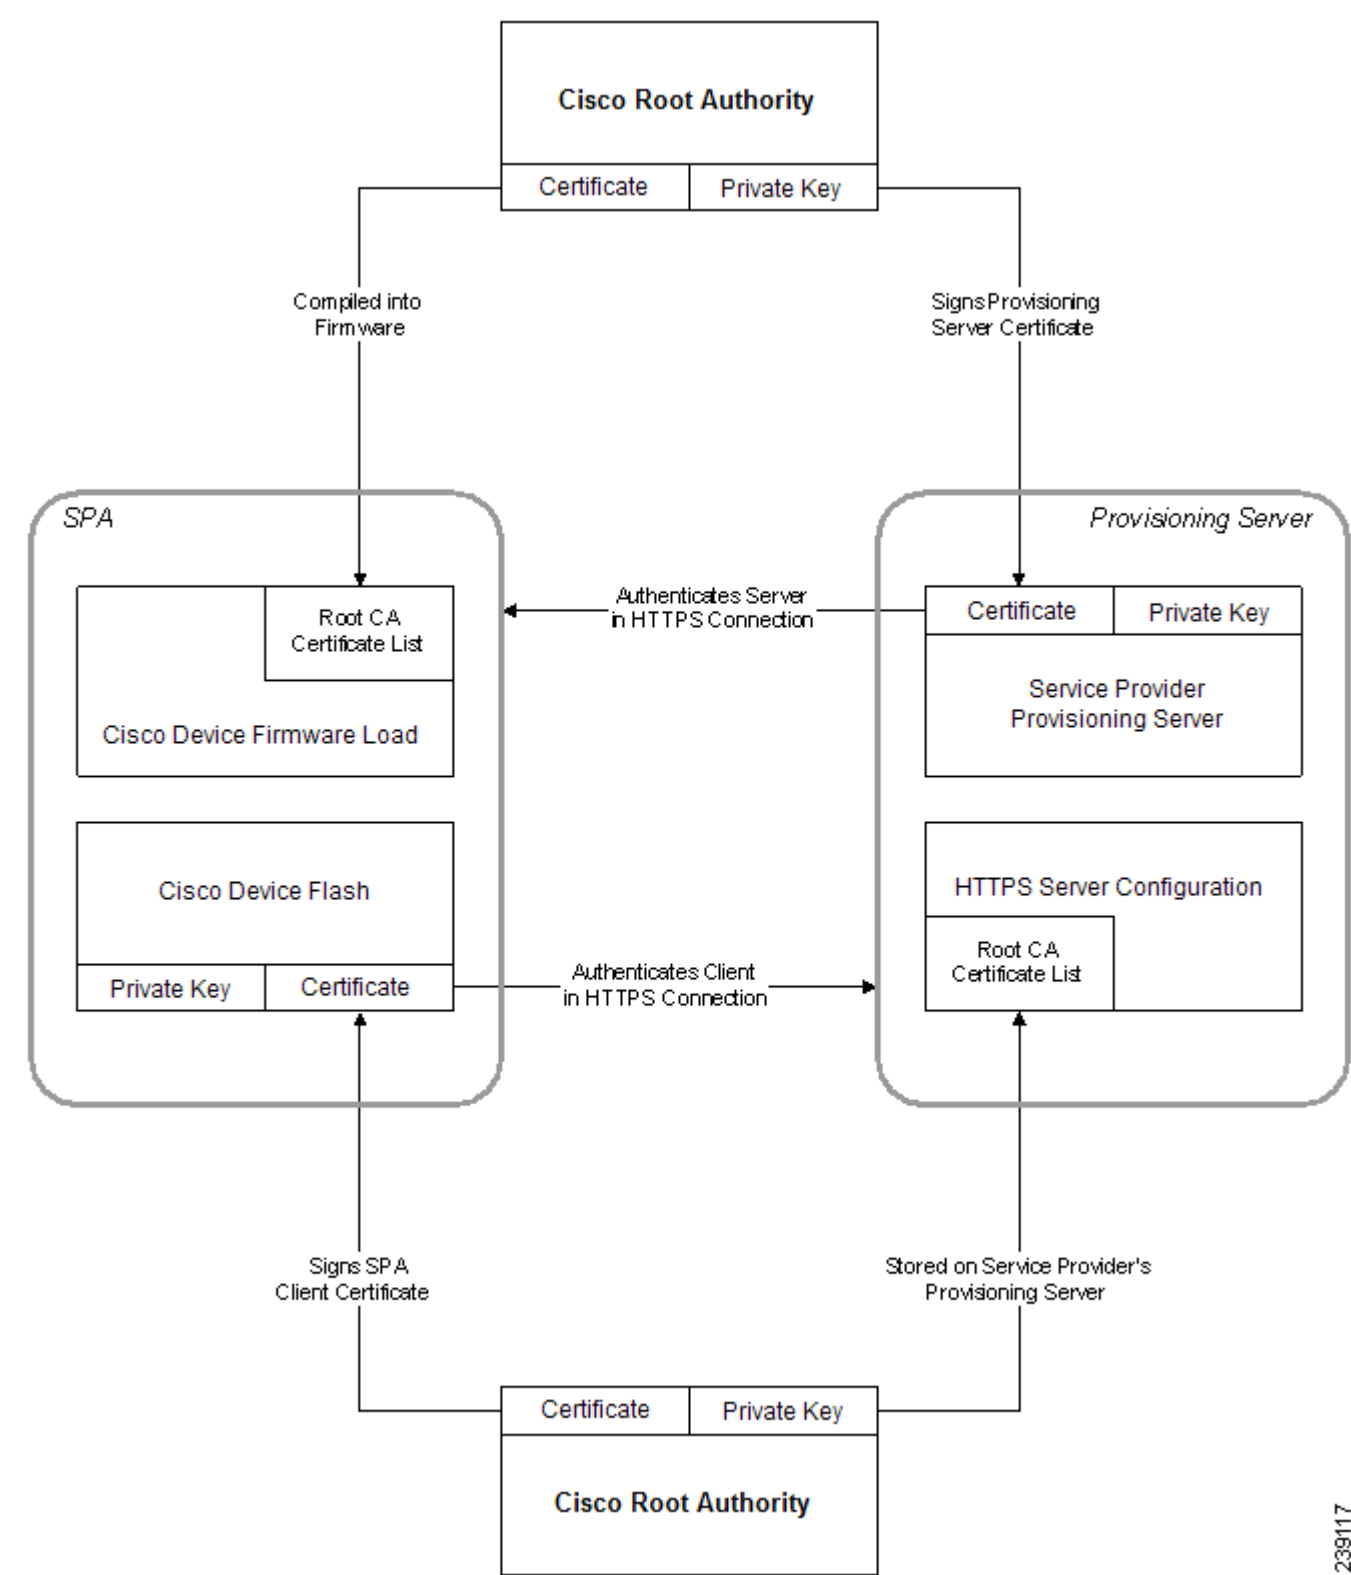 Cisco Root Authority
Certificate
Private Key
Compiled into
Firmware
Signs Provisioning
Server Certificate
SPA
Provisioning Server
Root CA
Certificate List
Cisco Device Firmware Load
Authenticates Server
in HTTPS Connection
Certificate
Private Key
Service Provider
Provisioning Server
Cisco Device Flash
Private Key
Certificate
Authenticates Client
in HTTPS Connection
HTTPS Server Configuration
Root CA
Certificate List
Signs SPA
Client Certificate
Stored on Service Provider's
Provisioning Server
Certificate
Private Key
Cisco Root Authority
239117